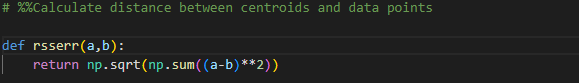 # %%Calculate distance between centroids and data points
def rsserr(a,b):
    return np.sqrt(np.sum((a-b)**2))